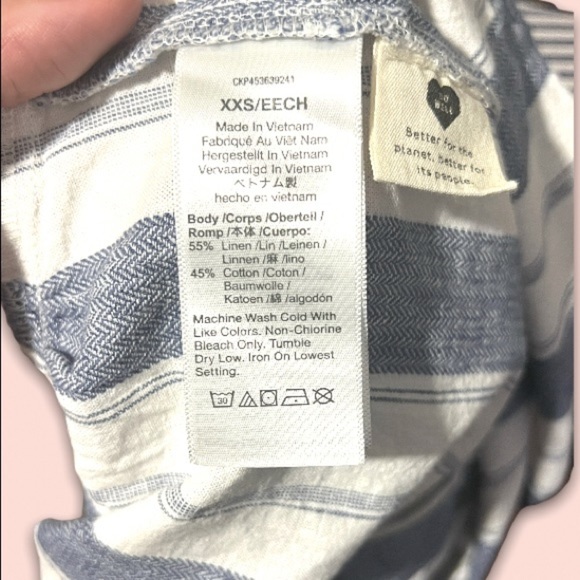 CKP453639241
XXS/EECH
Made In Vietnam
Fabriqué Au Viêt Nam
Hergestellt In Vietnam
Vervaardigd In Vietnam
ベトナム製
hecho en vietnam
Body /Corps /Oberteil /
Romp /本体 /Cuerpo:
55% Linen /Lin /Leinen /
Linnen /麻 /lino
45% Cotton /Coton /
Baumwolle /
Katoen /綿 /algodón
Machine Wash Cold With
Like Colors. Non-Chlorine
Bleach Only. Tumble
Dry Low. Iron On Lowest
Setting.
30
DO
WELL
Better for the
planet, better for
its people.